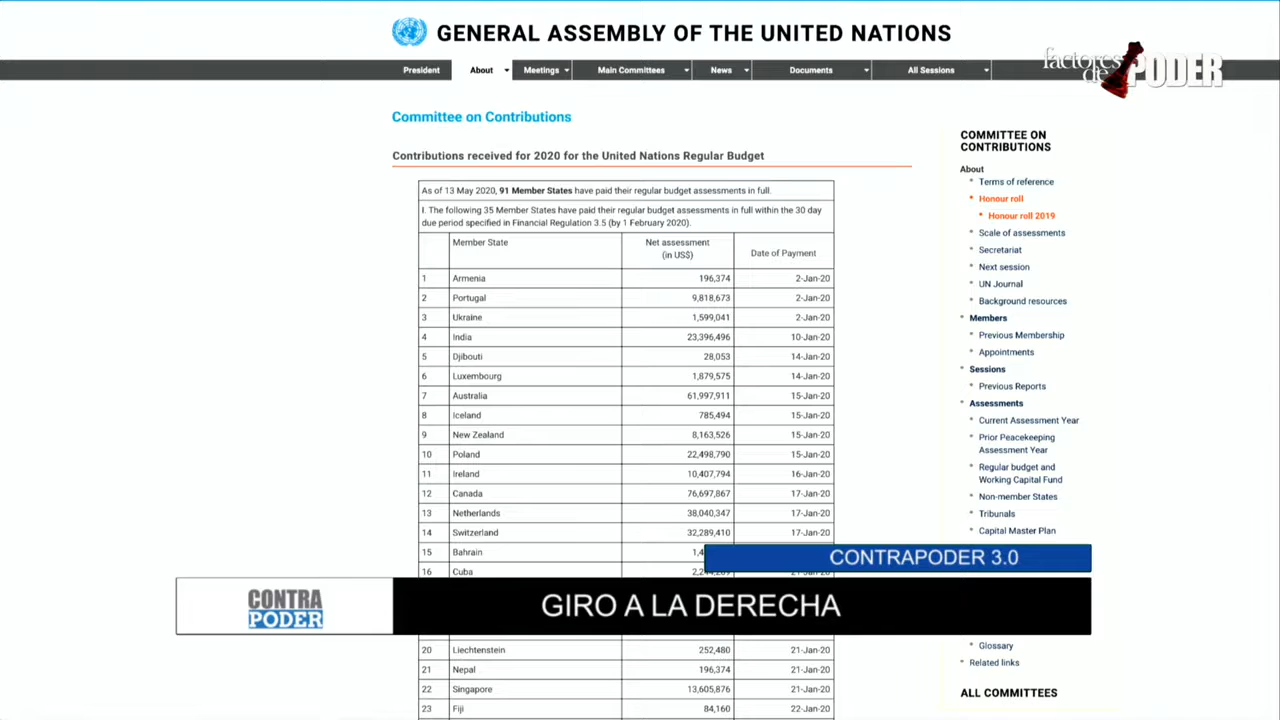 GENERAL ASSEMBLY OF THE UNITED NATIONS
factores de PODER
President About Meetings Main Committees News Documents All Sessions
Committee on Contributions
Contributions received for 2020 for the United Nations Regular Budget
As of 13 May 2020, 91 Member States have paid their regular budget assessments in full.
I. The following 35 Member States have paid their regular budget assessments in full within the 30 day
due period specified in Financial Regulation 3.5 (by 1 February 2020).
Member State Net assessment (in US$) Date of Payment
1 Armenia 196,374 2-Jan-20
2 Portugal 9,818,673 2-Jan-20
3 Ukraine 1,599,041 2-Jan-20
4 India 23,396,496 10-Jan-20
5 Djibouti 28,053 14-Jan-20
6 Luxembourg 1,879,575 14-Jan-20
7 Australia 61,997,911 15-Jan-20
8 Iceland 785,494 15-Jan-20
9 New Zealand 8,163,526 15-Jan-20
10 Poland 22,498,790 15-Jan-20
11 Ireland 10,407,794 16-Jan-20
12 Canada 76,697,867 17-Jan-20
13 Netherlands 38,040,347 17-Jan-20
14 Switzerland 32,289,410 17-Jan-20
15 Bahrain
16 Cuba
20 Liechtenstein 252,480 21-Jan-20
21 Nepal 196,374 21-Jan-20
22 Singapore 13,605,876 21-Jan-20
23 Fiji 84,160 22-Jan-20
COMMITTEE ON
CONTRIBUTIONS
About
Terms of reference
Honour roll
Honour roll 2019
Scale of assessments
Secretariat
Next session
UN Journal
Background resources
Members
Previous Membership
Appointments
Sessions
Previous Reports
Assessments
Current Assessment Year
Prior Peacekeeping
Assessment Year
Regular budget and
Working Capital Fund
Non-member States
Tribunals
Capital Master Plan
Glossary
Related links
ALL COMMITTEES
CONTRAPODER 3.0
CONTRA
PODER
GIRO A LA DERECHA